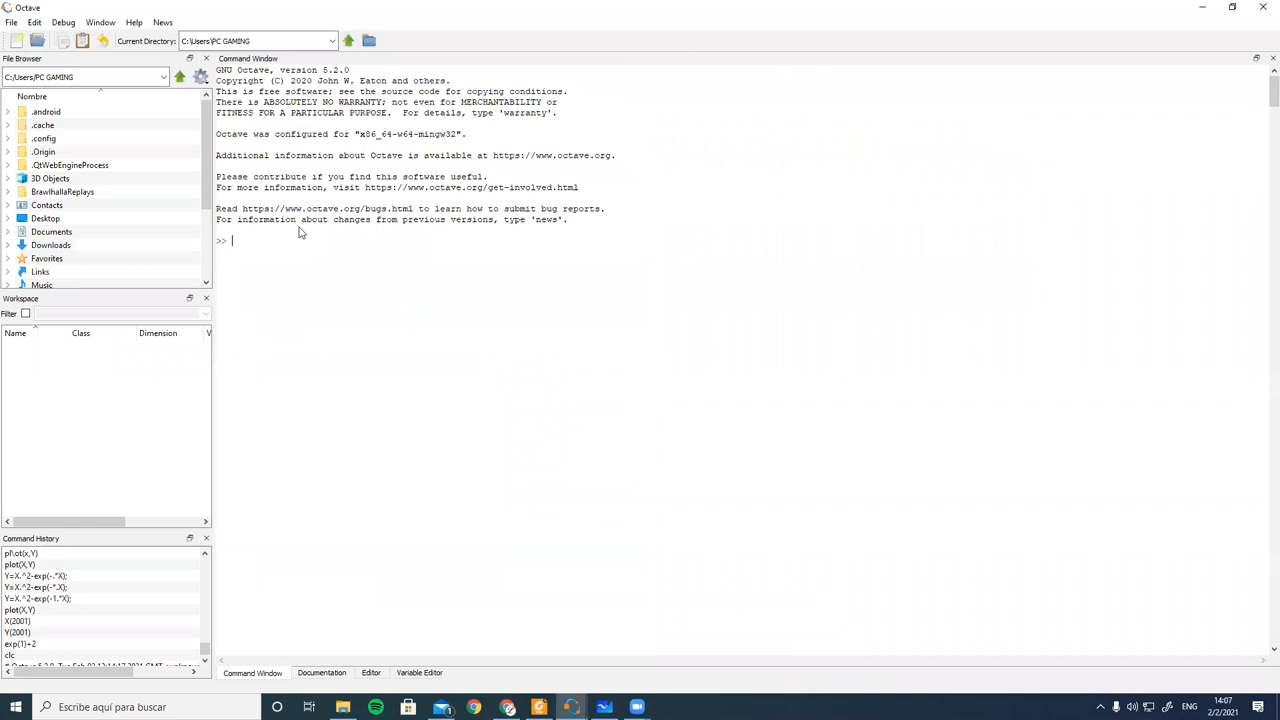 Octave
File Edit Debug Window Help News
Current Directory: C:\Users\PC GAMING
File Browser
C:/Users/PC GAMING
Nombre
.android
.cache
.config
.Origin
.QtWebEngineProcess
3D Objects
BrawlhallaReplays
Contacts
Desktop
Documents
Downloads
Favorites
Links
Music
Workspace
Filter
Name Class Dimension V
Command History
pl\ot(x,Y)
plot(X,Y)
Y=X.^2-exp(-.*X);
Y=X.^2-exp(-*.X);
Y=X.^2-exp(-1.*X);
plot(X,Y)
X(2001)
Y(2001)
exp(1)+2
clc
Command Window
GNU Octave, version 5.2.0
Copyright (C) 2020 John W. Eaton and others.
This is free software; see the source code for copying conditions.
There is ABSOLUTELY NO WARRANTY; not even for MERCHANTABILITY or
FITNESS FOR A PARTICULAR PURPOSE.  For details, type 'warranty'.
Octave was configured for "x86_64-w64-mingw32".
Additional information about Octave is available at https://www.octave.org.
Please contribute if you find this software useful.
For more information, visit https://www.octave.org/get-involved.html
Read https://www.octave.org/bugs.html to learn how to submit bug reports.
For information about changes from previous versions, type 'news'.
>>
Command Window Documentation Editor Variable Editor
Escribe aquí para buscar
ENG
14:07
2/2/2021